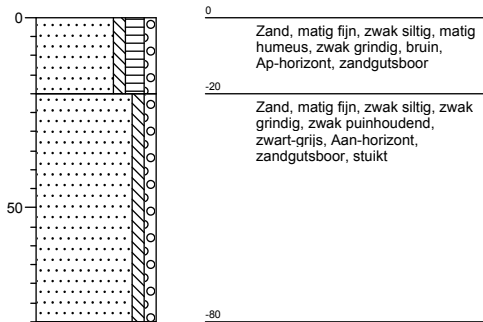 0
0
Zand, matig fijn, zwak siltig, matig
humeus, zwak grindig, bruin,
Ap-horizont, zandgutsboor
-20
Zand, matig fijn, zwak siltig, zwak
grindig, zwak puinhoudend,
zwart-grijs, Aan-horizont,
zandgutsboor, stuikt
50
-80